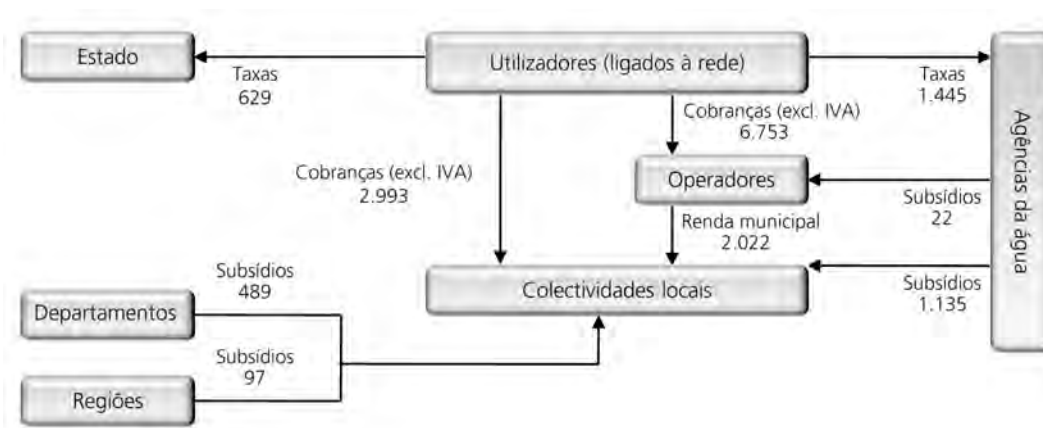 Estado
Utilizadores (ligados à rede)
Taxas
629
Taxas
1.445
Cobranças (excl. IVA)
6.753
Cobranças (excl. IVA)
2.993
Operadores
Agências da água
Subsídios
22
Renda municipal
2.022
Subsídios
489
Colectividades locais
Subsídios
1.135
Departamentos
Subsídios
97
Regiões